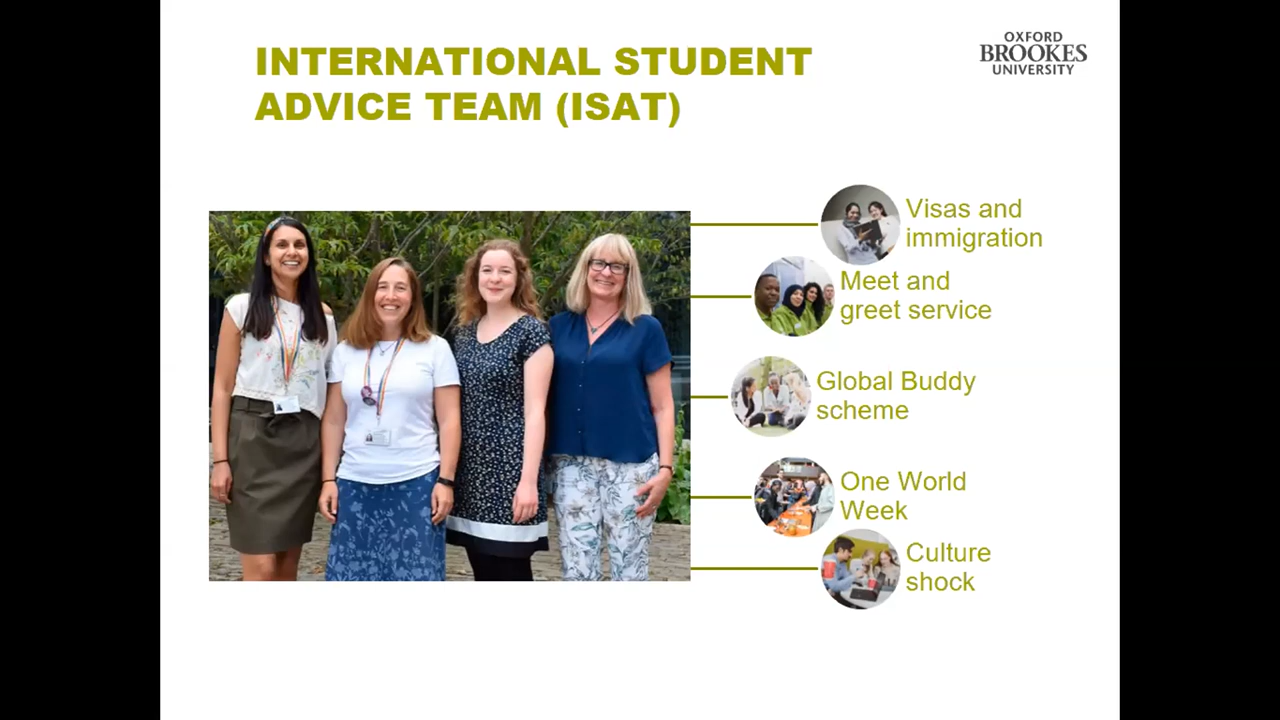 INTERNATIONAL STUDENT
ADVICE TEAM (ISAT)
OXFORD
BROOKES
UNIVERSITY
Visas and
immigration
Meet and
greet service
Global Buddy
scheme
One World
Week
Culture
shock